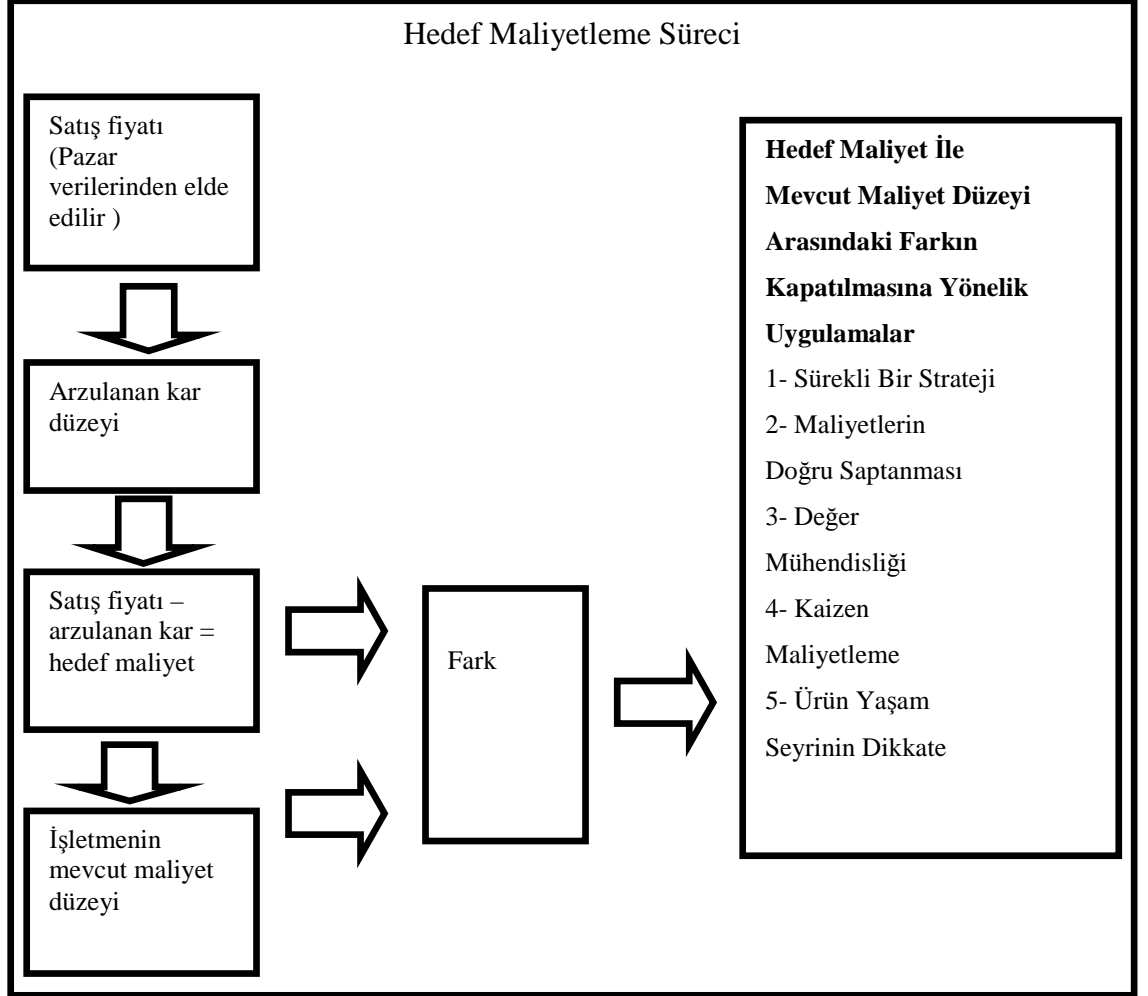 Hedef Maliyetleme Süreci
Satış fiyatı
(Pazar
verilerinden elde
edilir )
Arzulanan kar
düzeyi
Satış fiyatı –
arzulanan kar =
hedef maliyet
İşletmenin
mevcut maliyet
düzeyi
Fark
Hedef Maliyet İle
Mevcut Maliyet Düzeyi
Arasındaki Farkın
Kapatılmasına Yönelik
Uygulamalar
1- Sürekli Bir Strateji
2- Maliyetlerin
Doğru Saptanması
3- Değer
Mühendisliği
4- Kaizen
Maliyetleme
5- Ürün Yaşam
Seyrinin Dikkate